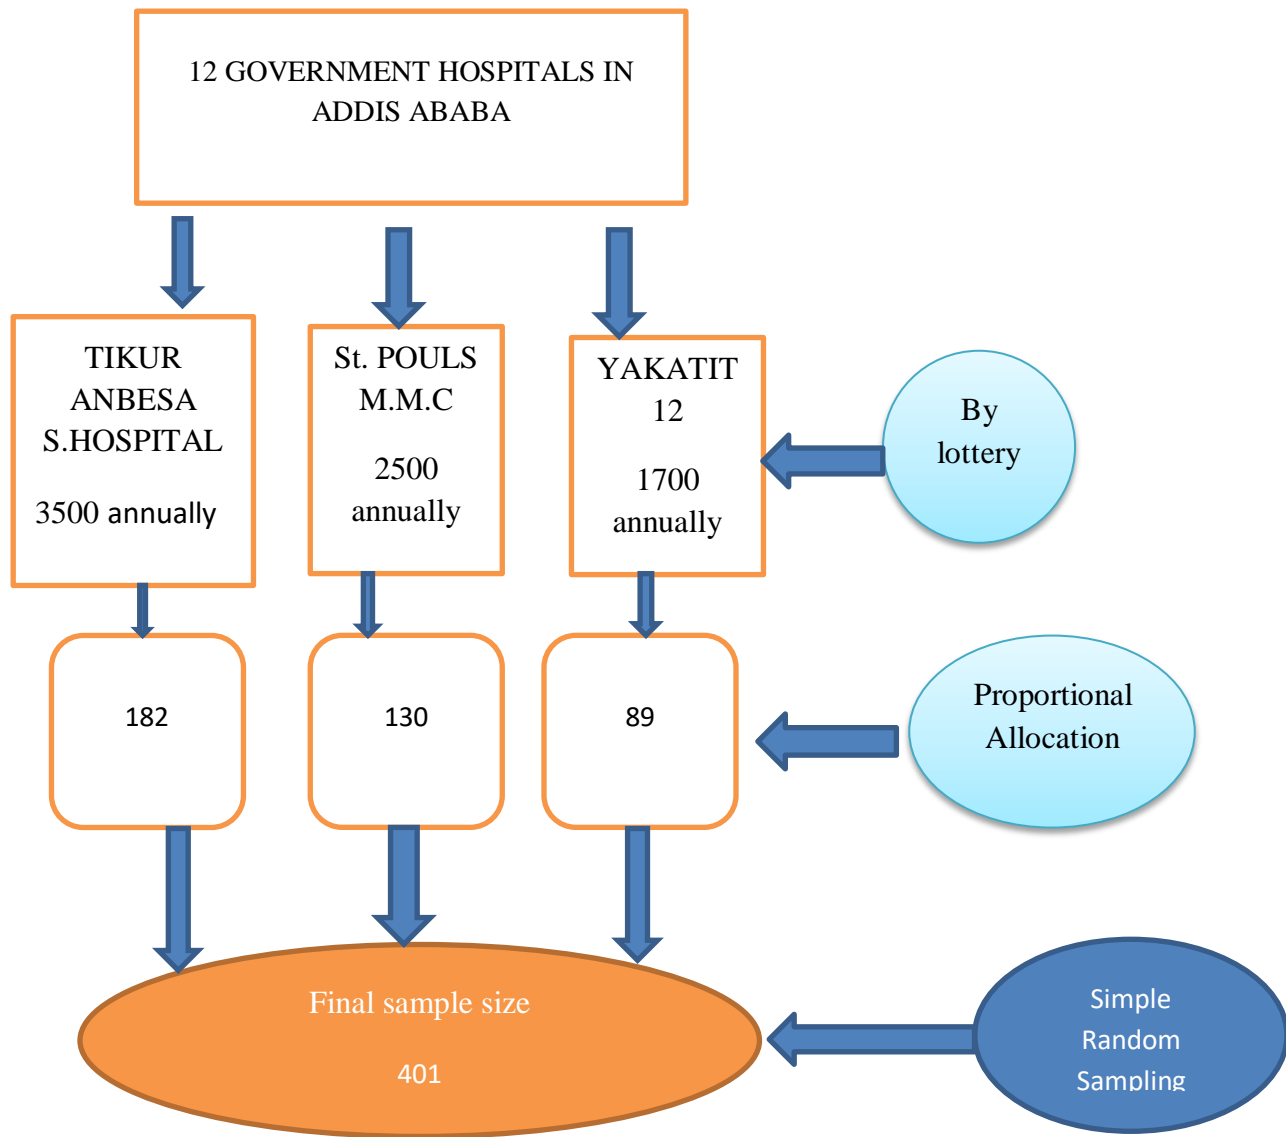 12 GOVERNMENT HOSPITALS IN
ADDIS ABABA
TIKUR
ANBESA
S.HOSPITAL
3500 annually
St. POULS
M.M.C
2500
annually
YAKATIT
12
1700
annually
By
lottery
182
130
89
Proportional
Allocation
Final sample size
401
Simple
Random
Sampling